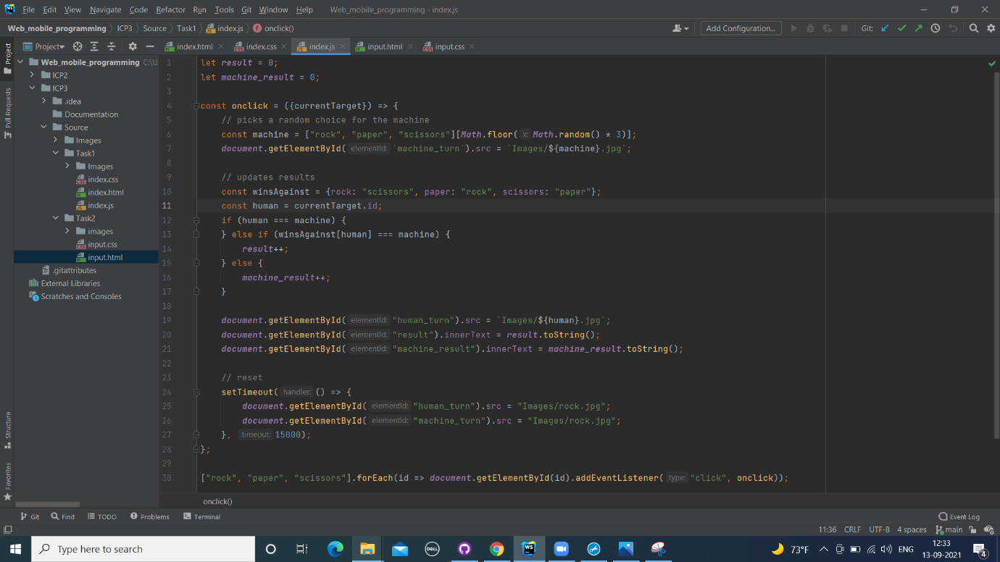 WS File Edit View Navigate Code Refactor Run Tools Git Window Help Web_mobile_programming - index.js
Web_mobile_programming ICP3 Source Task1 index.js onclick() Add Configuration... Git:
Project index.html index.css index.js input.html input.css
Project
Pull Requests
Structure
Favorites
Web_mobile_programming C:\U
ICP2
ICP3
.idea
Documentation
Source
Images
Task1
Images
index.css
index.html
index.js
Task2
images
input.css
input.html
.gitattributes
External Libraries
Scratches and Consoles
1 let result = 0;
2 let machine_result = 0;
3
4 const onclick = ({currentTarget}) => {
5 // picks a random choice for the machine
6 const machine = ["rock", "paper", "scissors"][Math.floor( x: Math.random() * 3)];
7 document.getElementById( elementId: `machine_turn`).src = `Images/${machine}.jpg`;
8
9 // updates results
10 const winsAgainst = {rock: "scissors", paper: "rock", scissors: "paper"};
11 const human = currentTarget.id;
12 if (human === machine) {
13 } else if (winsAgainst[human] === machine) {
14 result++;
15 } else {
16 machine_result++;
17 }
18
19 document.getElementById( elementId: "human_turn").src = `Images/${human}.jpg`;
20 document.getElementById( elementId: "result").innerText = result.toString();
21 document.getElementById( elementId: "machine_result").innerText = machine_result.toString();
22
23 // reset
24 setTimeout( handler: () => {
25 document.getElementById( elementId: "human_turn").src = "Images/rock.jpg";
26 document.getElementById( elementId: "machine_turn").src = "Images/rock.jpg";
27 }, timeout: 15000);
28 };
29
30 ["rock", "paper", "scissors"].forEach(id => document.getElementById(id).addEventListener( type: "click", onclick));
onclick()
Git Find TODO Problems Terminal Event Log
11:36 CRLF UTF-8 4 spaces main
Type here to search DELL WS 73°F ENG 12:33
13-09-2021 4